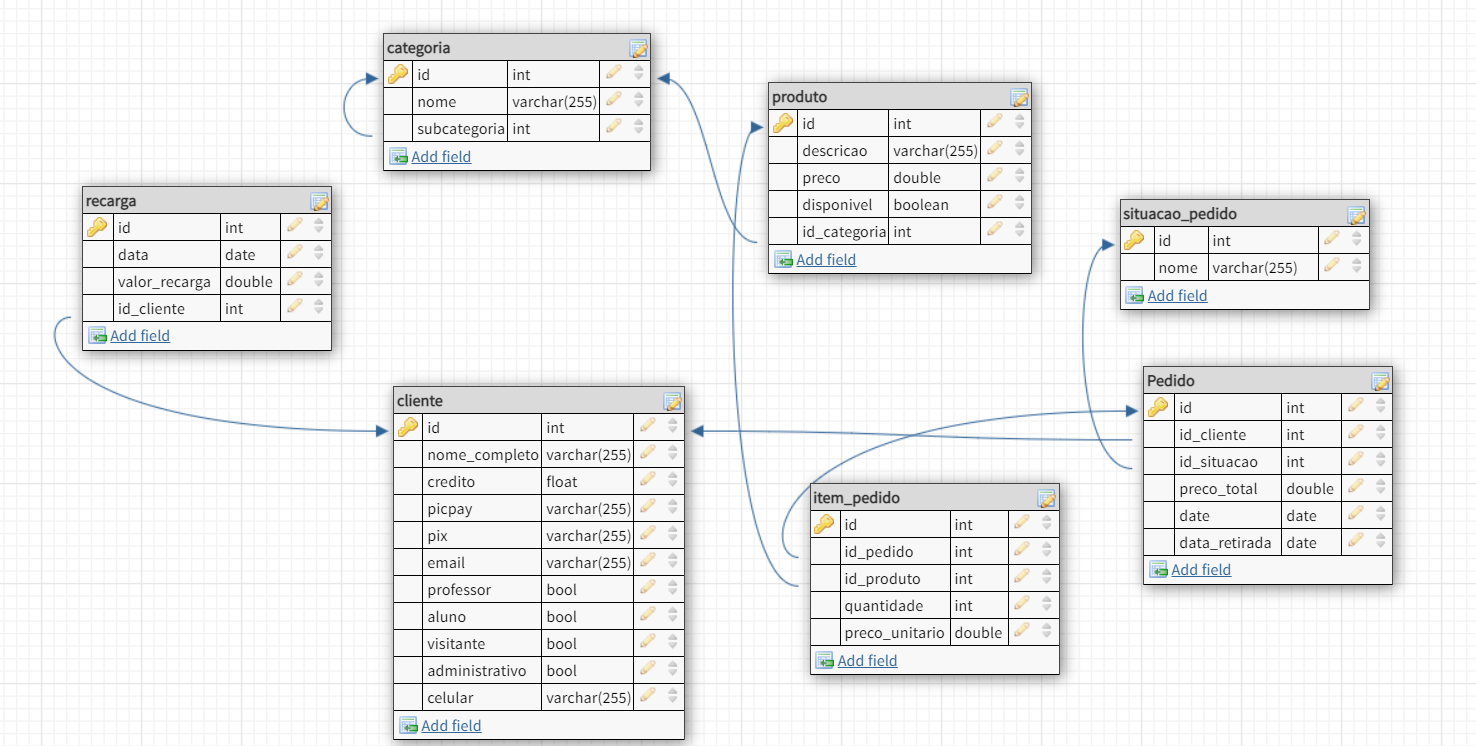 categoria
id int
nome varchar(255)
subcategoria int
Add field
produto
id int
descricao varchar(255)
preco double
disponivel boolean
id_categoria int
Add field
recarga
id int
data date
valor_recarga double
id_cliente int
Add field
situacao_pedido
id int
nome varchar(255)
Add field
cliente
id int
nome_completo varchar(255)
credito float
picpay varchar(255)
pix varchar(255)
email varchar(255)
professor bool
aluno bool
visitante bool
administrativo bool
celular varchar(255)
Add field
Pedido
id int
id_cliente int
id_situacao int
preco_total double
date date
data_retirada date
Add field
item_pedido
id int
id_pedido int
id_produto int
quantidade int
preco_unitario double
Add field